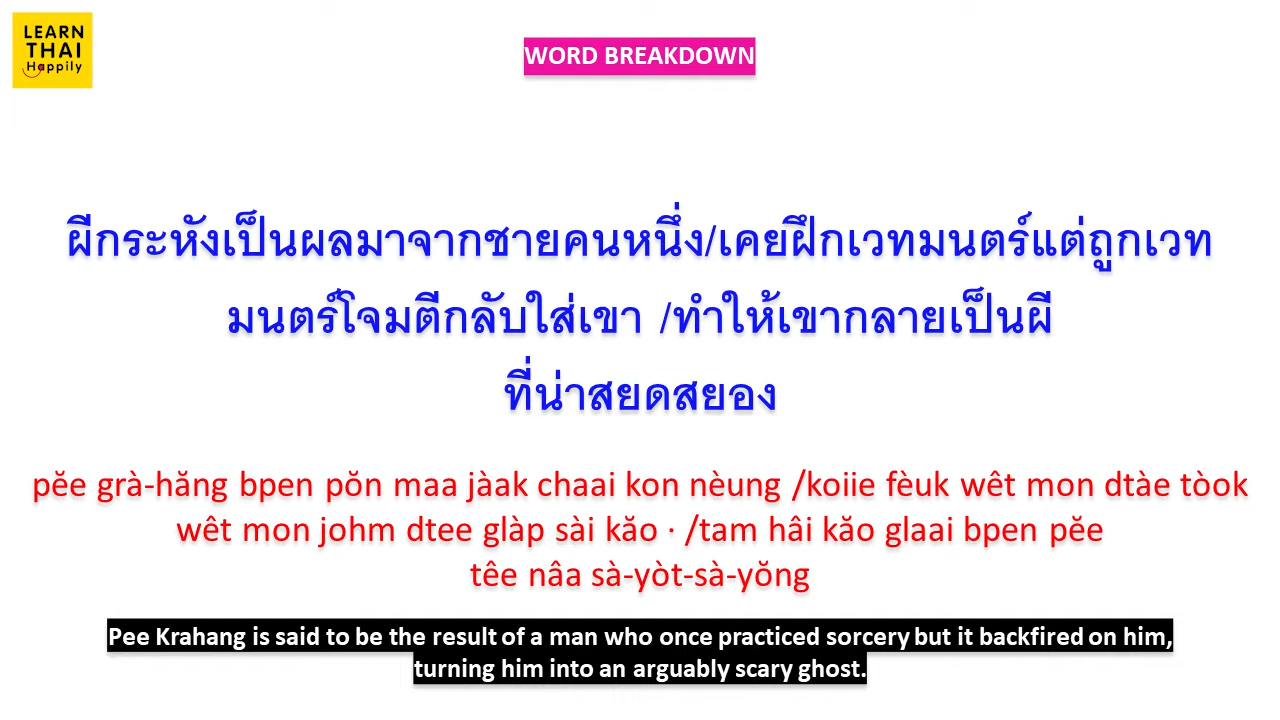 LEARN
THAI
Happily
WORD BREAKDOWN
ผีกระหังเป็นผลมาจากชายคนหนึ่ง/เคยฝึกเวทมนตร์แต่ถูกเวท
มนตร์โจมตีกลับใส่เขา /ทำให้เขากลายเป็นผี
ที่น่าสยดสยอง
pĕe grà-hăng bpen pŏn maa jàak chaai kon nèung /koiie fèuk wêt mon dtàe tòok
wêt mon johm dtee glàp sài kăo · /tam hâi kăo glaai bpen pĕe
têe nâa sà-yòt-sà-yŏng
Pee Krahang is said to be the result of a man who once practiced sorcery but it backfired on him,
turning him into an arguably scary ghost.